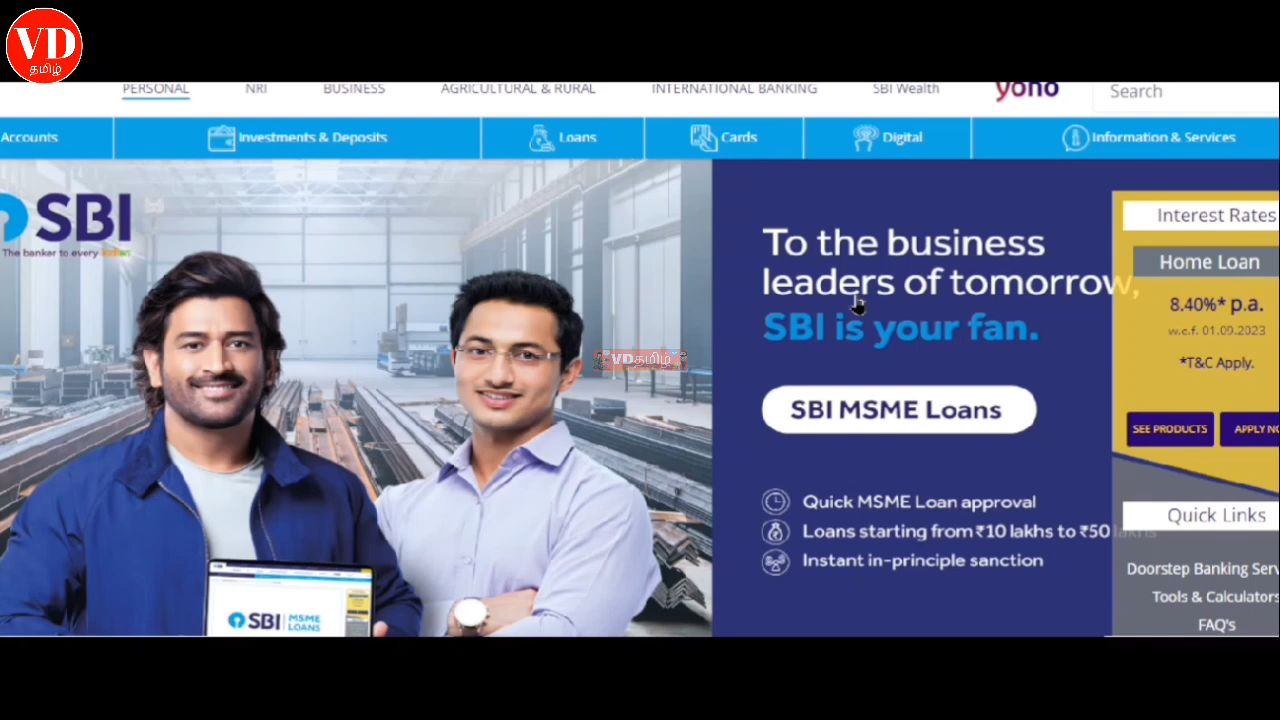 VD
தமிழ்
PERSONAL NRI BUSINESS AGRICULTURAL & RURAL INTERNATIONAL BANKING SBI Wealth yono Search
Accounts Investments & Deposits Loans Cards Digital Information & Services
SBI
The banker to every Indian
To the business
leaders of tomorrow,
SBI is your fan.
SBI MSME Loans
Quick MSME Loan approval
Loans starting from ₹10 lakhs to ₹50 lakhs
Instant in-principle sanction
VDதமிழ்
SBI MSME
LOANS
Interest Rates
Home Loan
8.40%* p.a.
w.e.f. 01.09.2023
*T&C Apply.
SEE PRODUCTS APPLY NO
Quick Links
Doorstep Banking Serv
Tools & Calculators
FAQ's